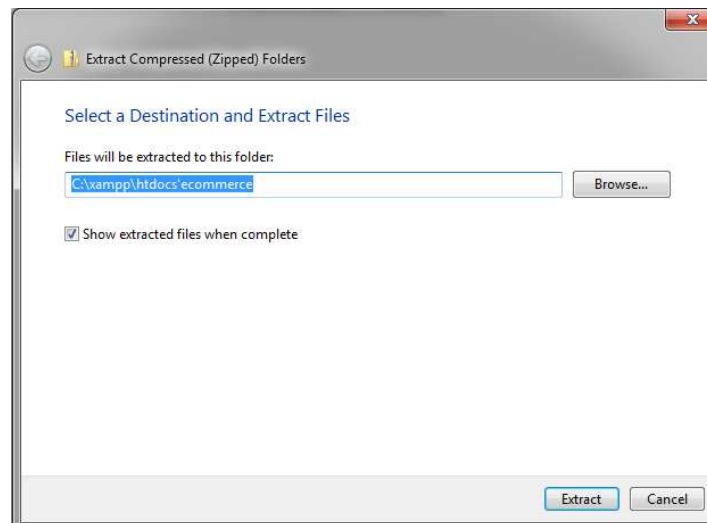 Extract Compressed (Zipped) Folders
Select a Destination and Extract Files
Files will be extracted to this folder:
C:\xampp\htdocs'ecommerce
Browse...
Show extracted files when complete
Extract
Cancel